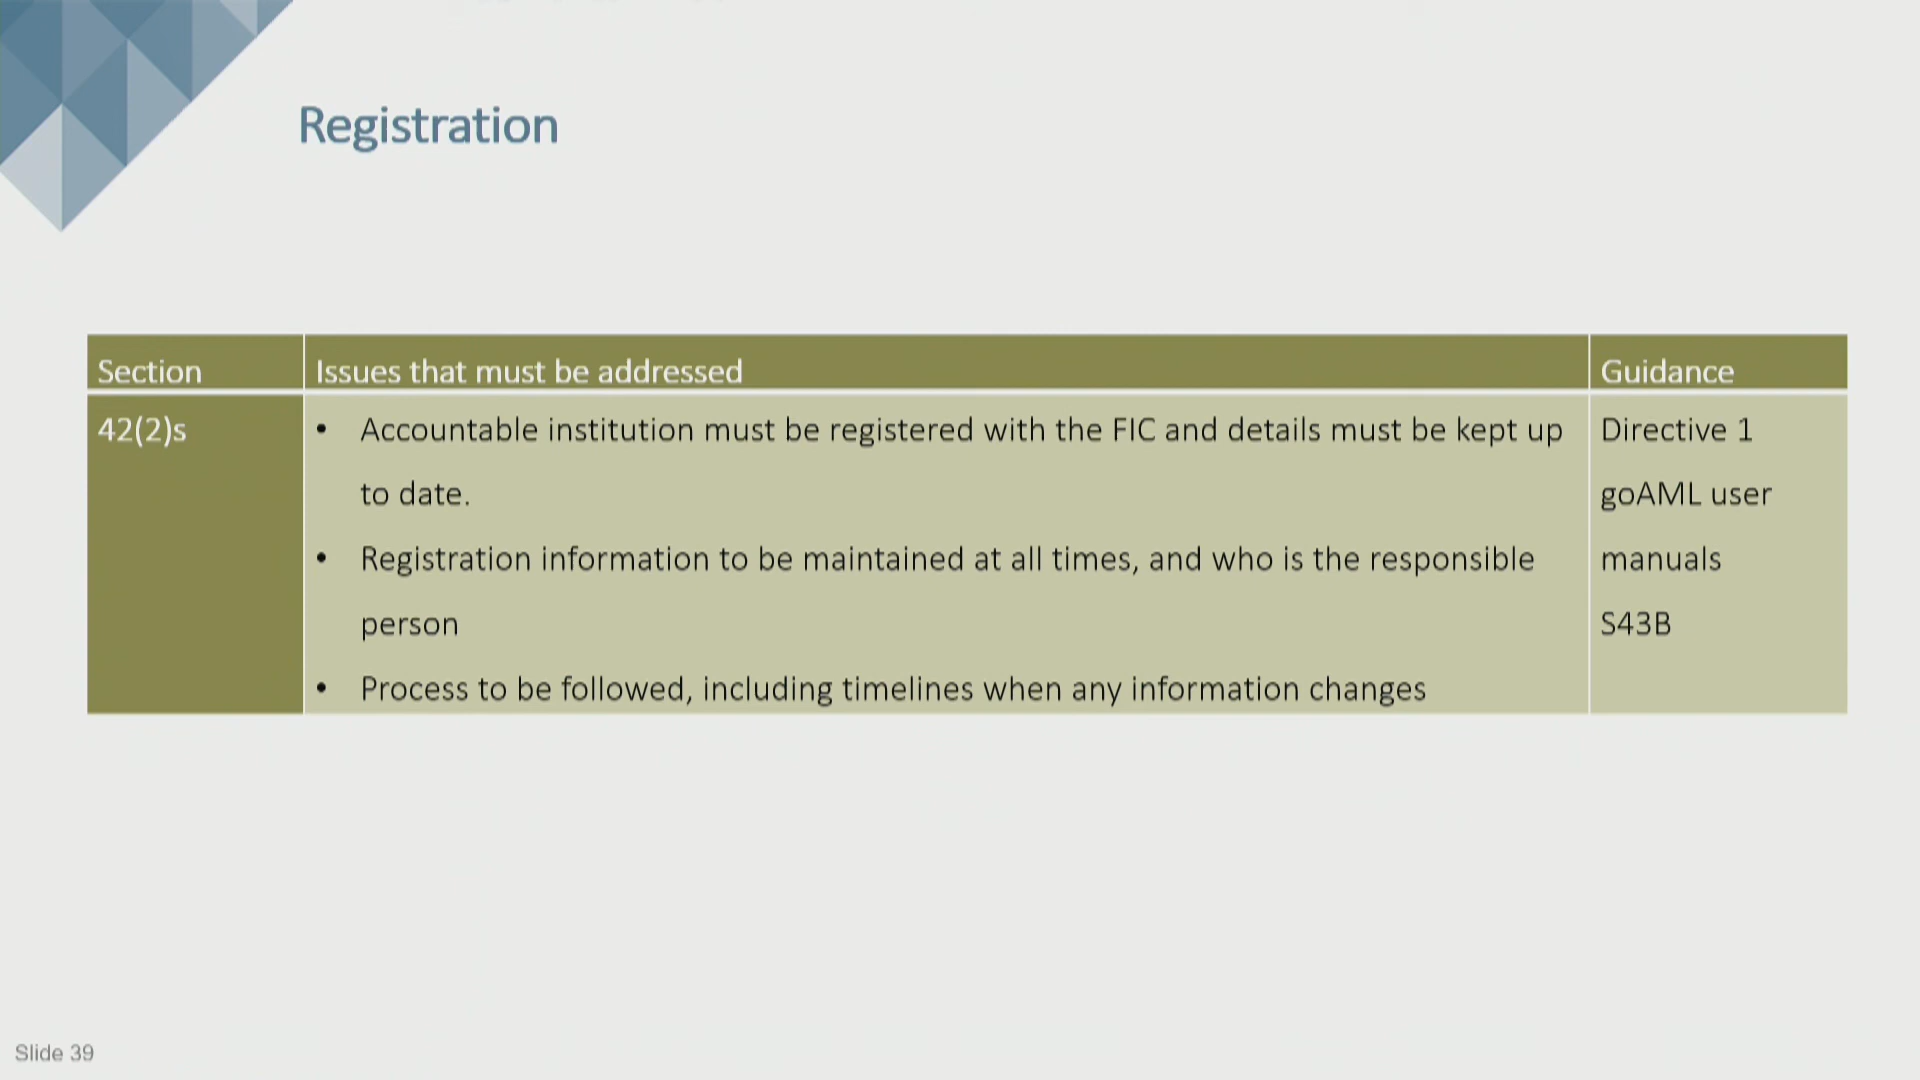 Registration
Section
Issues that must be addressed
Guidance
42(2)s
• Accountable institution must be registered with the FIC and details must be kept up
to date.
• Registration information to be maintained at all times, and who is the responsible
person
• Process to be followed, including timelines when any information changes
Directive 1
goAML user
manuals
S43B
Slide 39